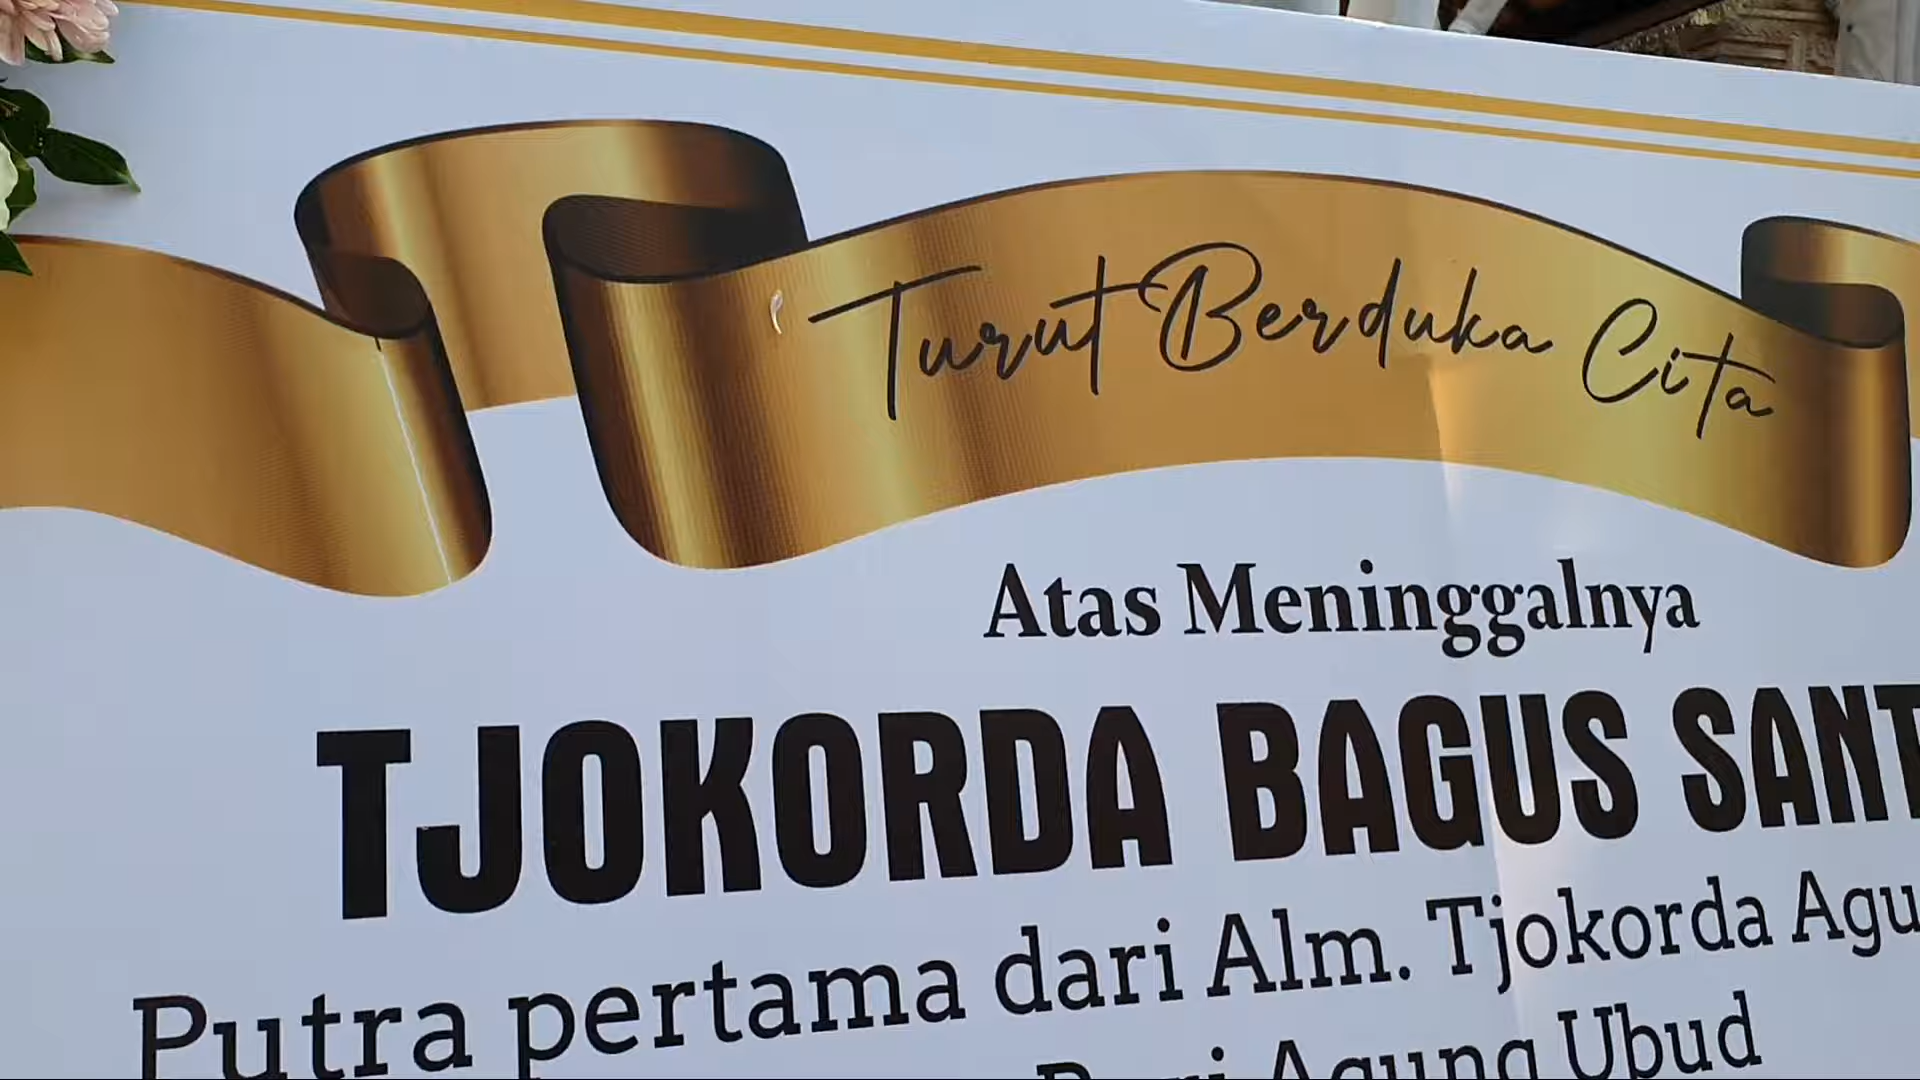 Turut Berduka Cita
Atas Meninggalnya
TJOKORDA BAGUS SANT
Putra pertama dari Alm. Tjokorda Agu
Puri Agung Ubud